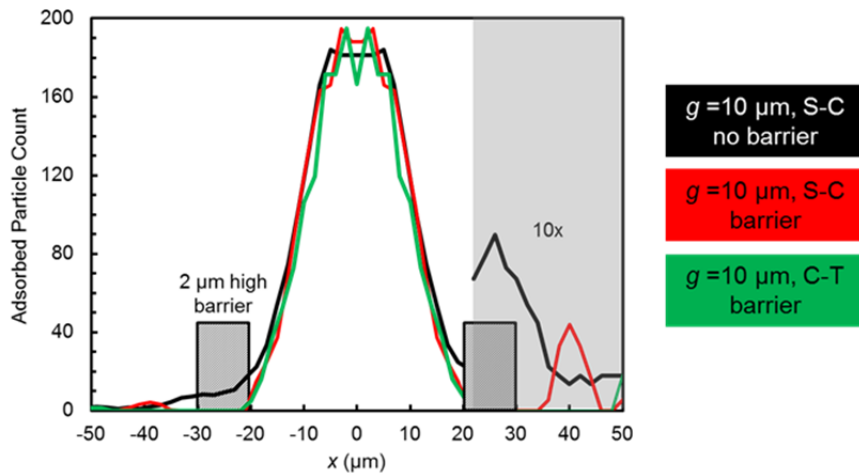 200
160
120
80
40
0
Adsorbed Particle Count
2 μm high
barrier
10x
-50 -40 -30 -20 -10 0 10 20 30 40 50
x (μm)
g =10 μm, S-C
no barrier
g =10 μm, S-C
barrier
g =10 μm, C-T
barrier